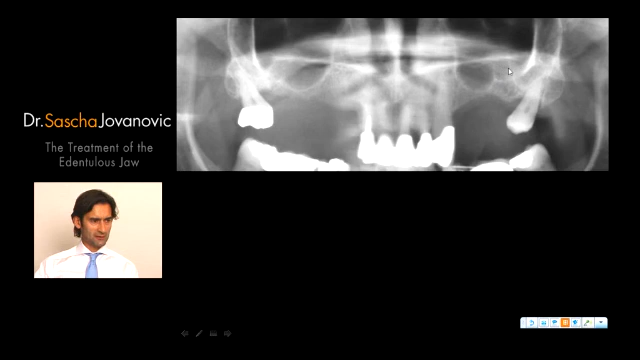 Dr.SaschaJovanovic
The Treatment of the
Edentulous Jaw